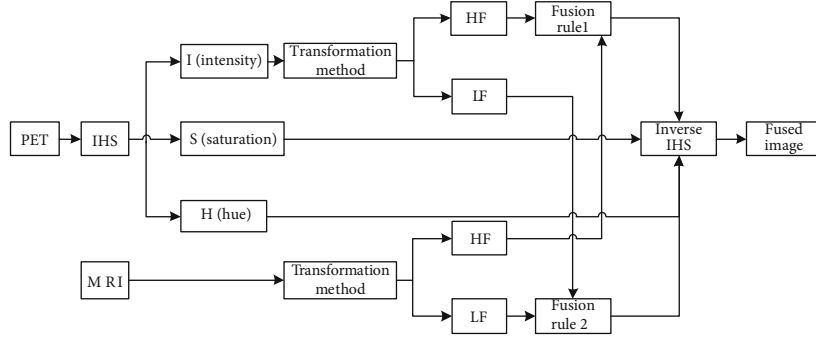 HF
Fusion
rule1
I (intensity)
Transformation
method
LF
PET
IHS
S (saturation)
Inverse
IHS
Fused
image
H (hue)
HF
M RI
Transformation
method
LF
Fusion
rule 2